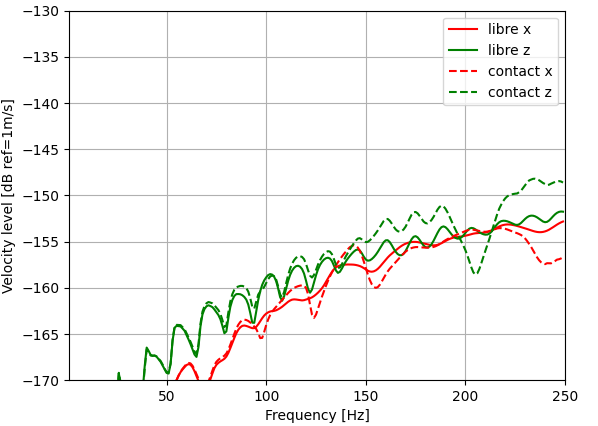 −130
−135
−140
−145
−150
−155
−160
−165
−170
Velocity level [dB ref=1m/s]
libre x
libre z
contact x
contact z
50
100
150
200
250
Frequency [Hz]